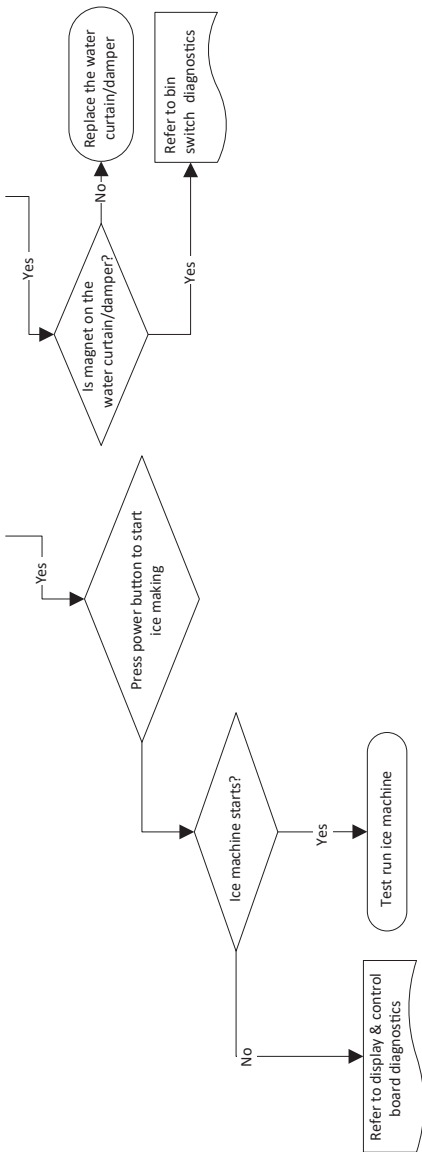 Yes
Is magnet on the
water curtain/damper?
No
Replace the water
curtain/damper
Yes
Refer to bin
switch diagnostics
Yes
Press power button to start
ice making
Ice machine starts?
Yes
Test run ice machine
No
Refer to display & control
board diagnostics